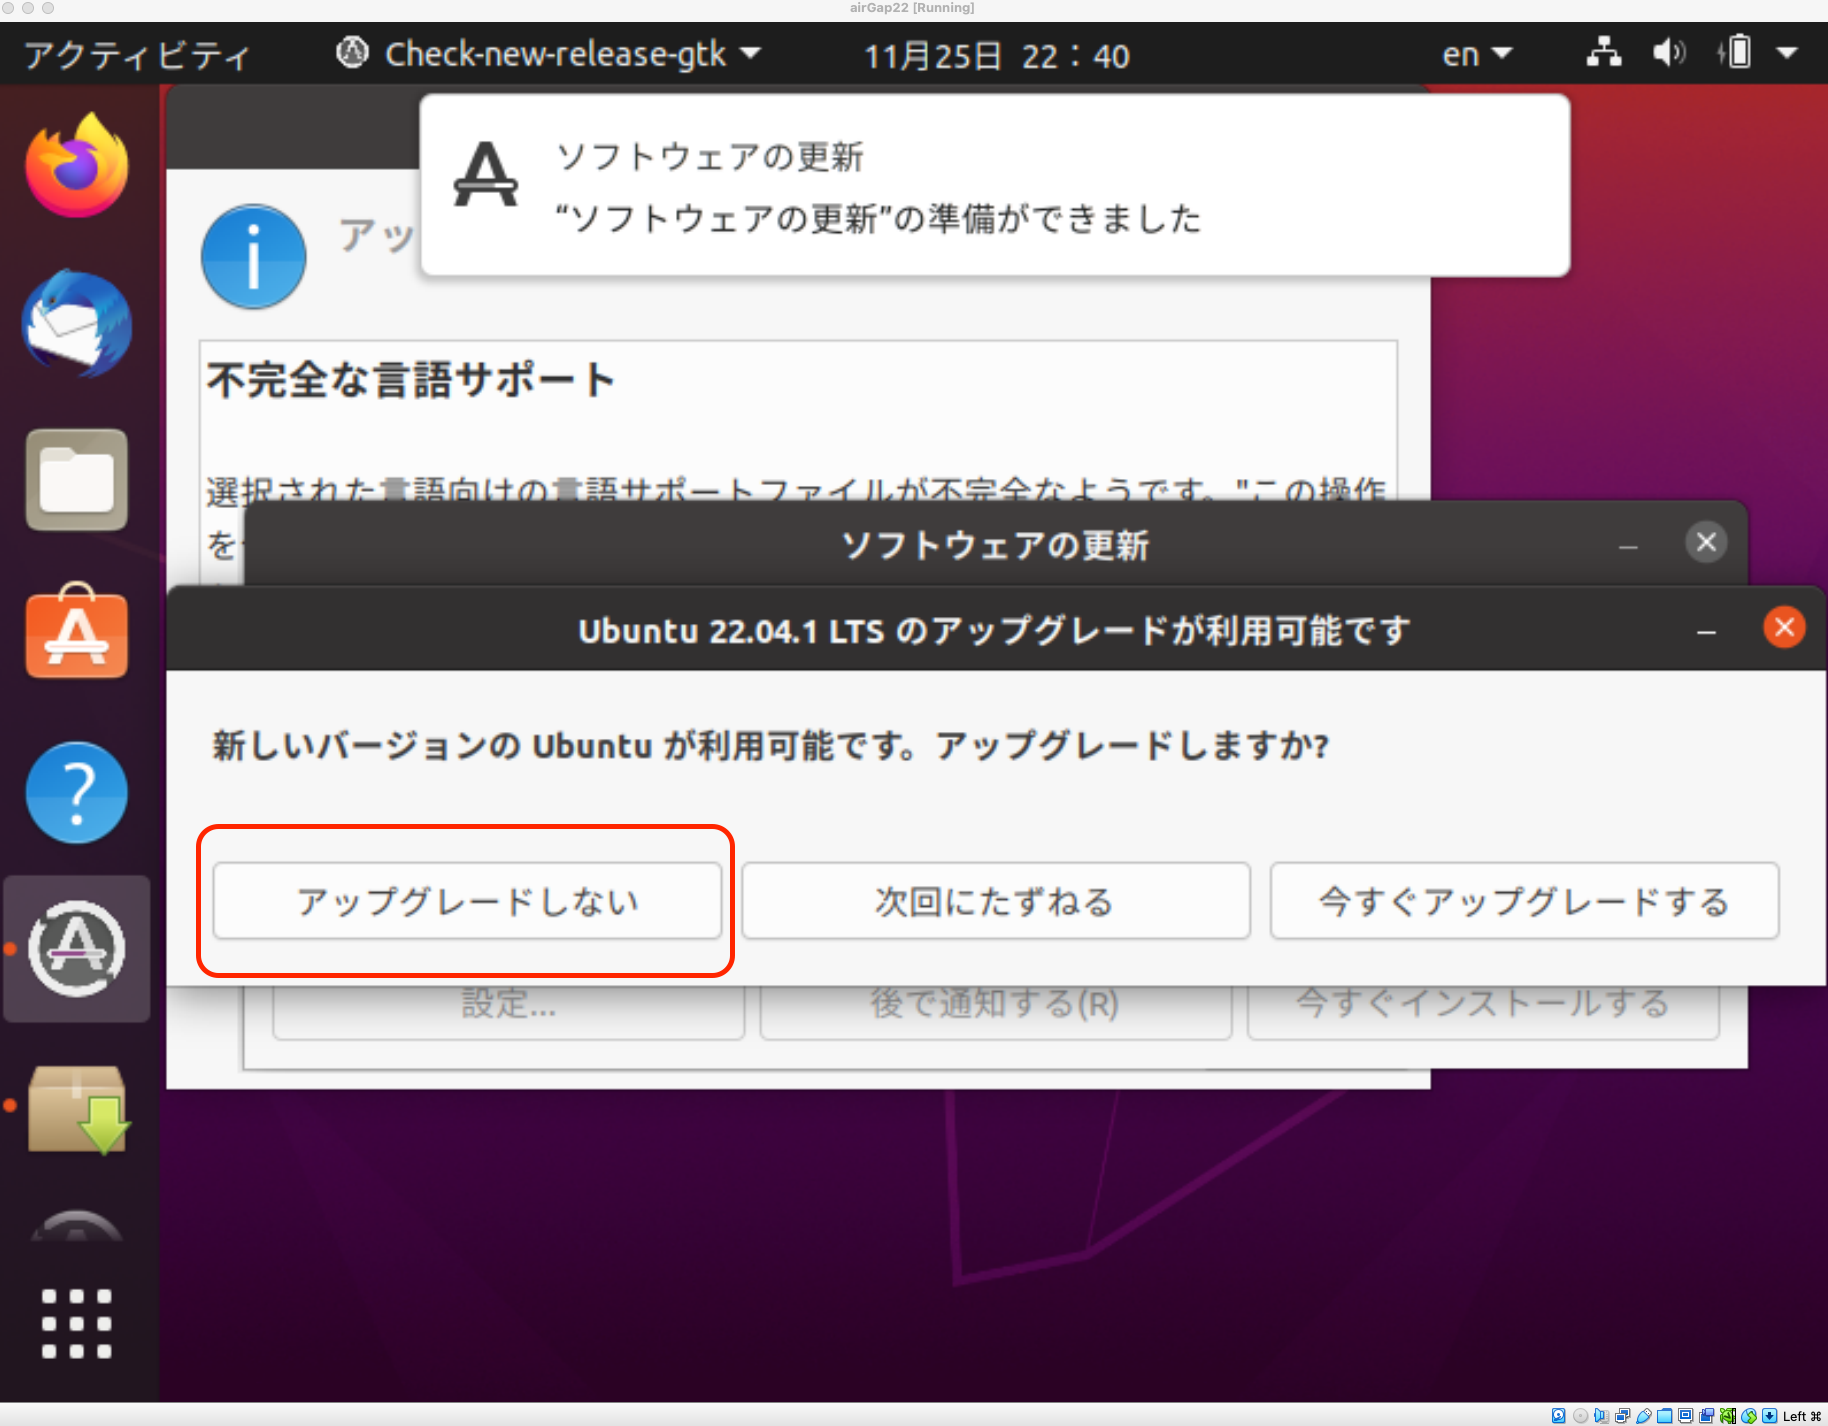 airGap22 [Running]
アクティビティ
Check-new-release-gtk
11月25日 22：40
en
ソフトウェアの更新
“ソフトウェアの更新”の準備ができました
アッ
不完全な言語サポート
選択された言語向けの言語サポートファイルが不完全なようです。"この操作
を
ソフトウェアの更新
Ubuntu 22.04.1 LTS のアップグレードが利用可能です
新しいバージョンの Ubuntu が利用可能です。アップグレードしますか?
アップグレードしない
次回にたずねる
今すぐアップグレードする
設定...
後で通知する(R)
今すぐインストールする
Left ⌘